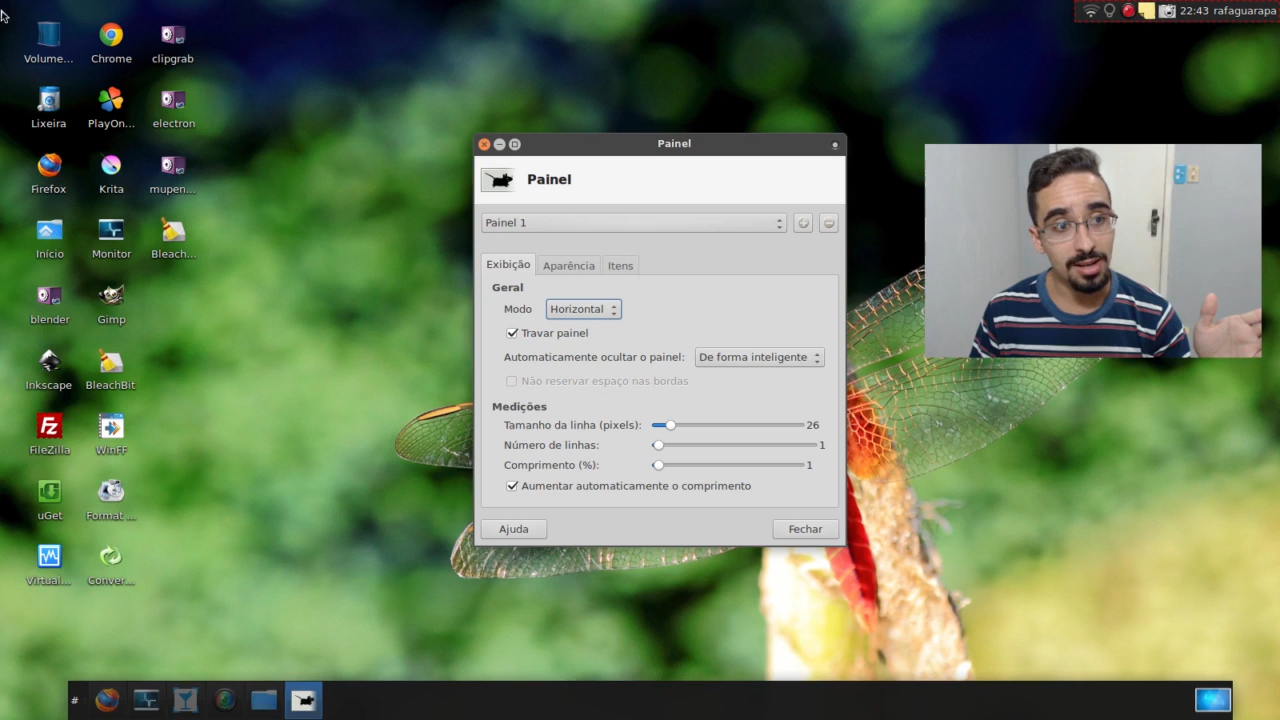 22:43 rafaguarapa
Volume...
Chrome
clipgrab
Lixeira
PlayOn...
electron
Firefox
Krita
mupen...
Início
Monitor
Bleach...
blender
Gimp
Inkscape
BleachBit
FileZilla
WinFF
uGet
Format ...
Virtual...
Conver...
Painel
Painel
Painel 1
Exibição
Aparência
Itens
Geral
Modo
Horizontal
Travar painel
Automaticamente ocultar o painel:
De forma inteligente
Não reservar espaço nas bordas
Medições
Tamanho da linha (pixels):
26
Número de linhas:
1
Comprimento (%):
1
Aumentar automaticamente o comprimento
Ajuda
Fechar
#